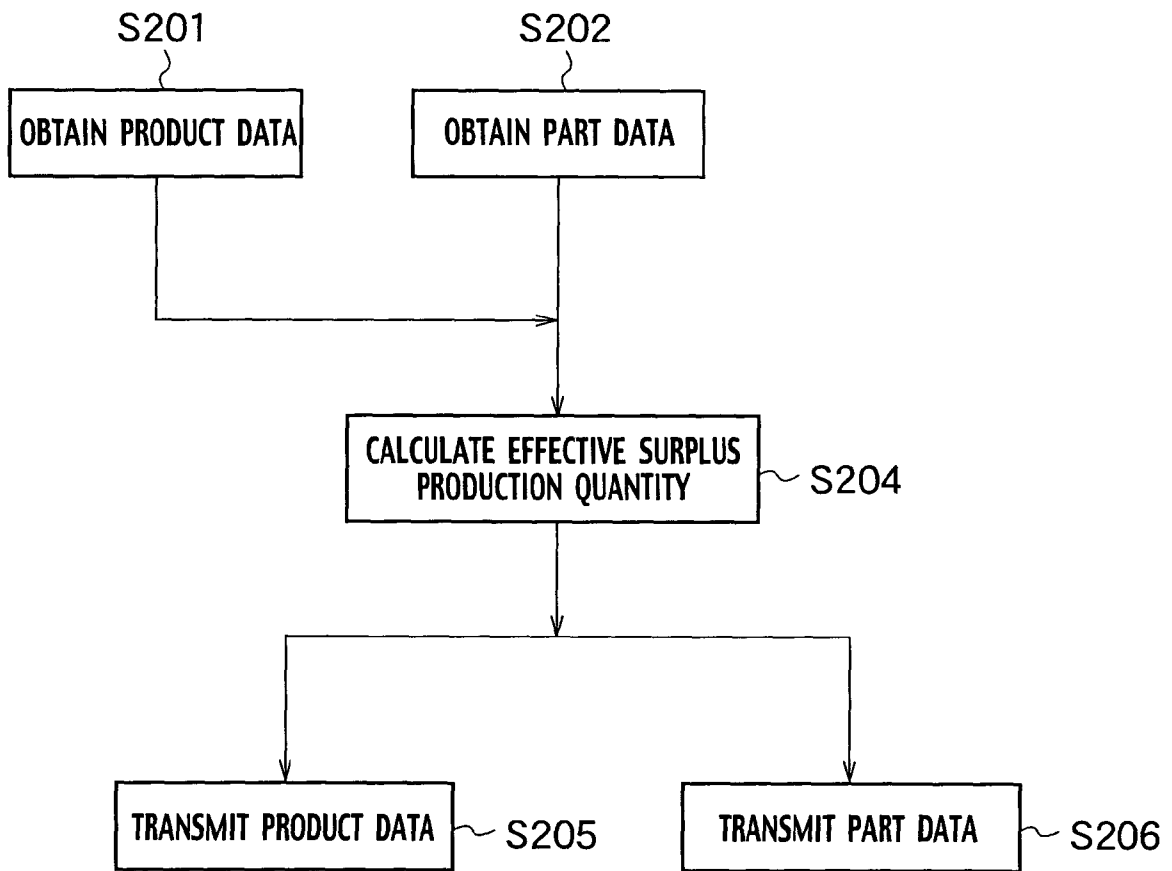 S201
S202
OBTAIN PRODUCT DATA
OBTAIN PART DATA
CALCULATE EFFECTIVE SURPLUS
PRODUCTION QUANTITY
S204
TRANSMIT PRODUCT DATA
S205
TRANSMIT PART DATA
S206